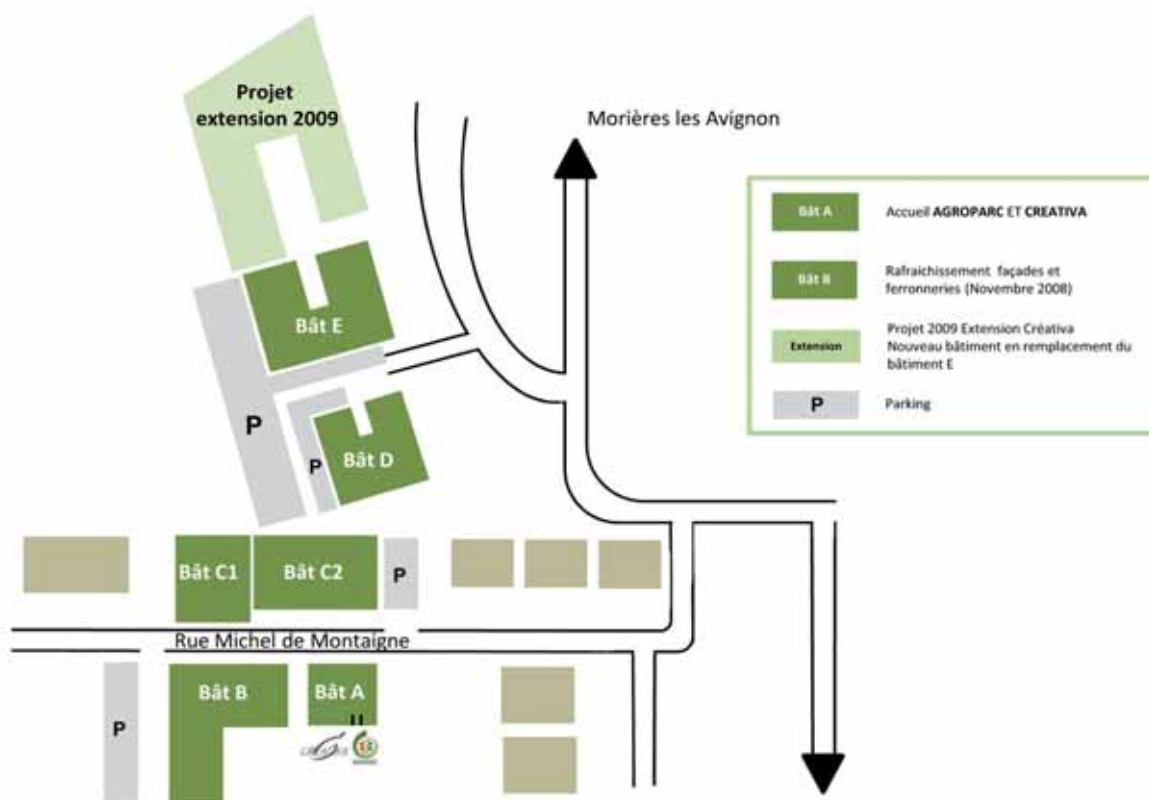 Projet
extension 2009
Morières les Avignon
Bât A
Accueil AGROPARC ET CREATIVA
Bât B
Rafraichissement façades et
ferronneries (Novembre 2008)
Extension
Projet 2009 Extension Créativa
Nouveau bâtiment en remplacement du
bâtiment E
P
Parking
Bât E
P
P
Bât D
Bât C1
Bât C2
P
Rue Michel de Montaigne
P
Bât B
Bât A